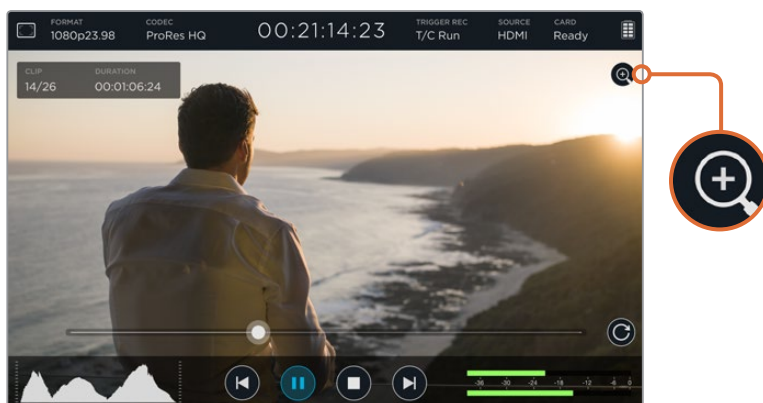 FORMAT CODEC TRIGGER REC SOURCE CARD
1080p23.98 ProRes HQ 00:21:14:23 T/C Run HDMI Ready
CLIP DURATION
14/26 00:01:06:24
-36 -30 -24 -18 -12 -6 0